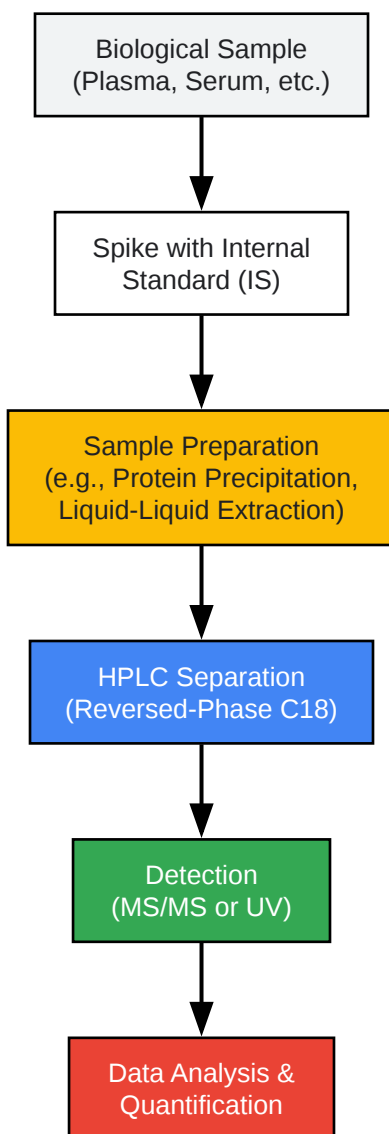 Biological Sample
(Plasma, Serum, etc.)
Spike with Internal
Standard (IS)
Sample Preparation
(e.g., Protein Precipitation,
Liquid-Liquid Extraction)
HPLC Separation
(Reversed-Phase C18)
Detection
(MS/MS or UV)
Data Analysis &
Quantification